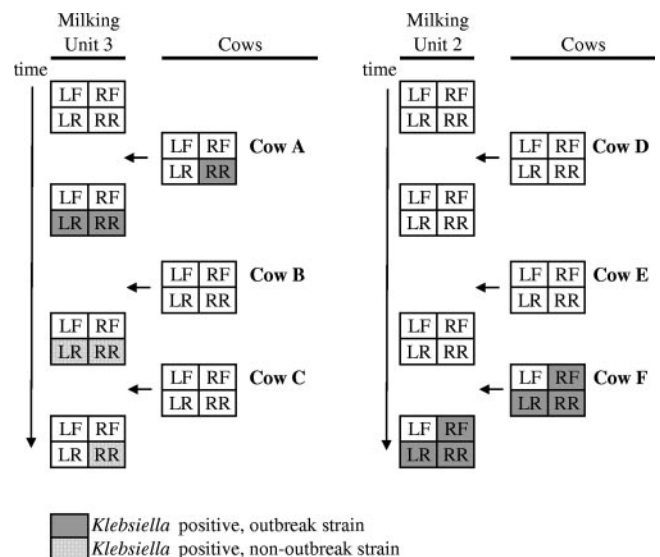 Milking
Unit 3
Cows
Milking
Unit 2
Cows
time
time
LF RF
LR RR
LF RF
LR RR
LF RF Cow A
LR RR
LF RF Cow D
LR RR
LF RF
LR RR
LF RF
LR RR
LF RF Cow B
LR RR
LF RF Cow E
LR RR
LF RF
LR RR
LF RF
LR RR
LF RF Cow C
LR RR
LF RF Cow F
LR RR
LF RF
LR RR
LF RF
LR RR
Klebsiella positive, outbreak strain
Klebsiella positive, non-outbreak strain